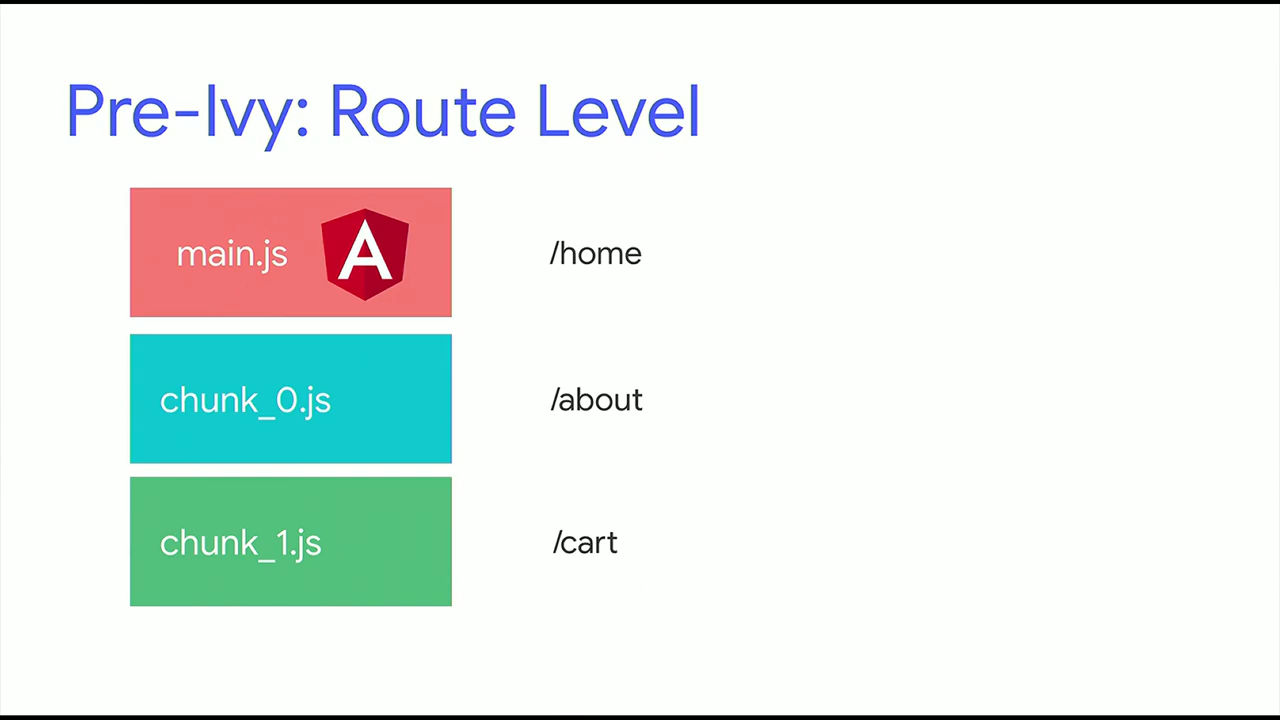 Pre-Ivy: Route Level
main.js
/home
chunk_0.js
/about
chunk_1.js
/cart